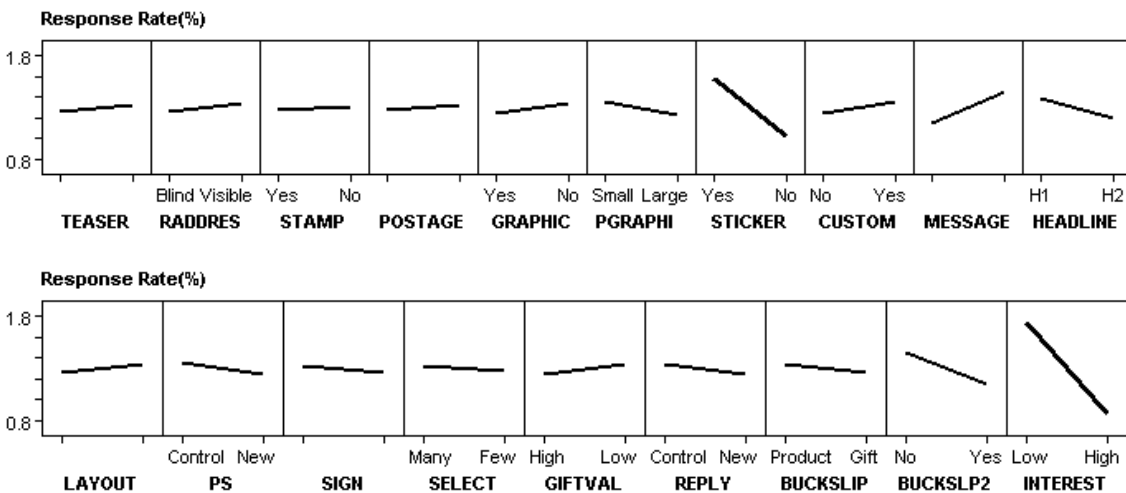 Response Rate(%)
1.8
0.8
Blind Visible Yes No Yes No Small Large Yes No No Yes H1 H2
TEASER RADDRES STAMP POSTAGE GRAPHIC PGRAPHI STICKER CUSTOM MESSAGE HEADLINE
Response Rate(%)
1.8
0.8
Control New Many Few High Low Control New Product Gift No Yes Low High
LAYOUT PS SIGN SELECT GIFTVAL REPLY BUCKSLIP BUCKSLP2 INTEREST